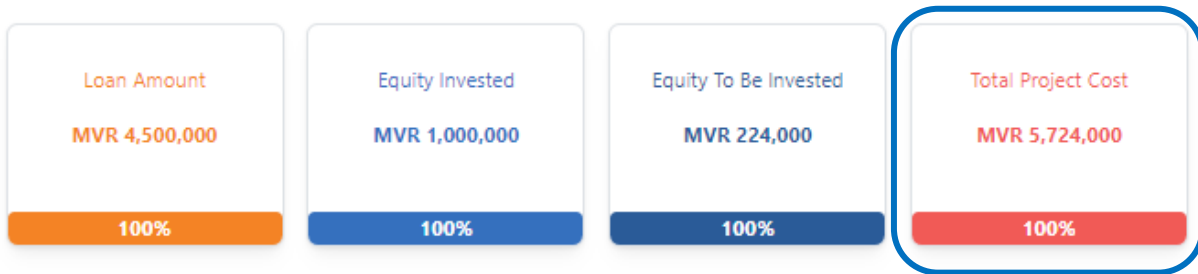 Loan Amount
MVR 4,500,000
100%
Equity Invested
MVR 1,000,000
100%
Equity To Be Invested
MVR 224,000
100%
Total Project Cost
MVR 5,724,000
100%